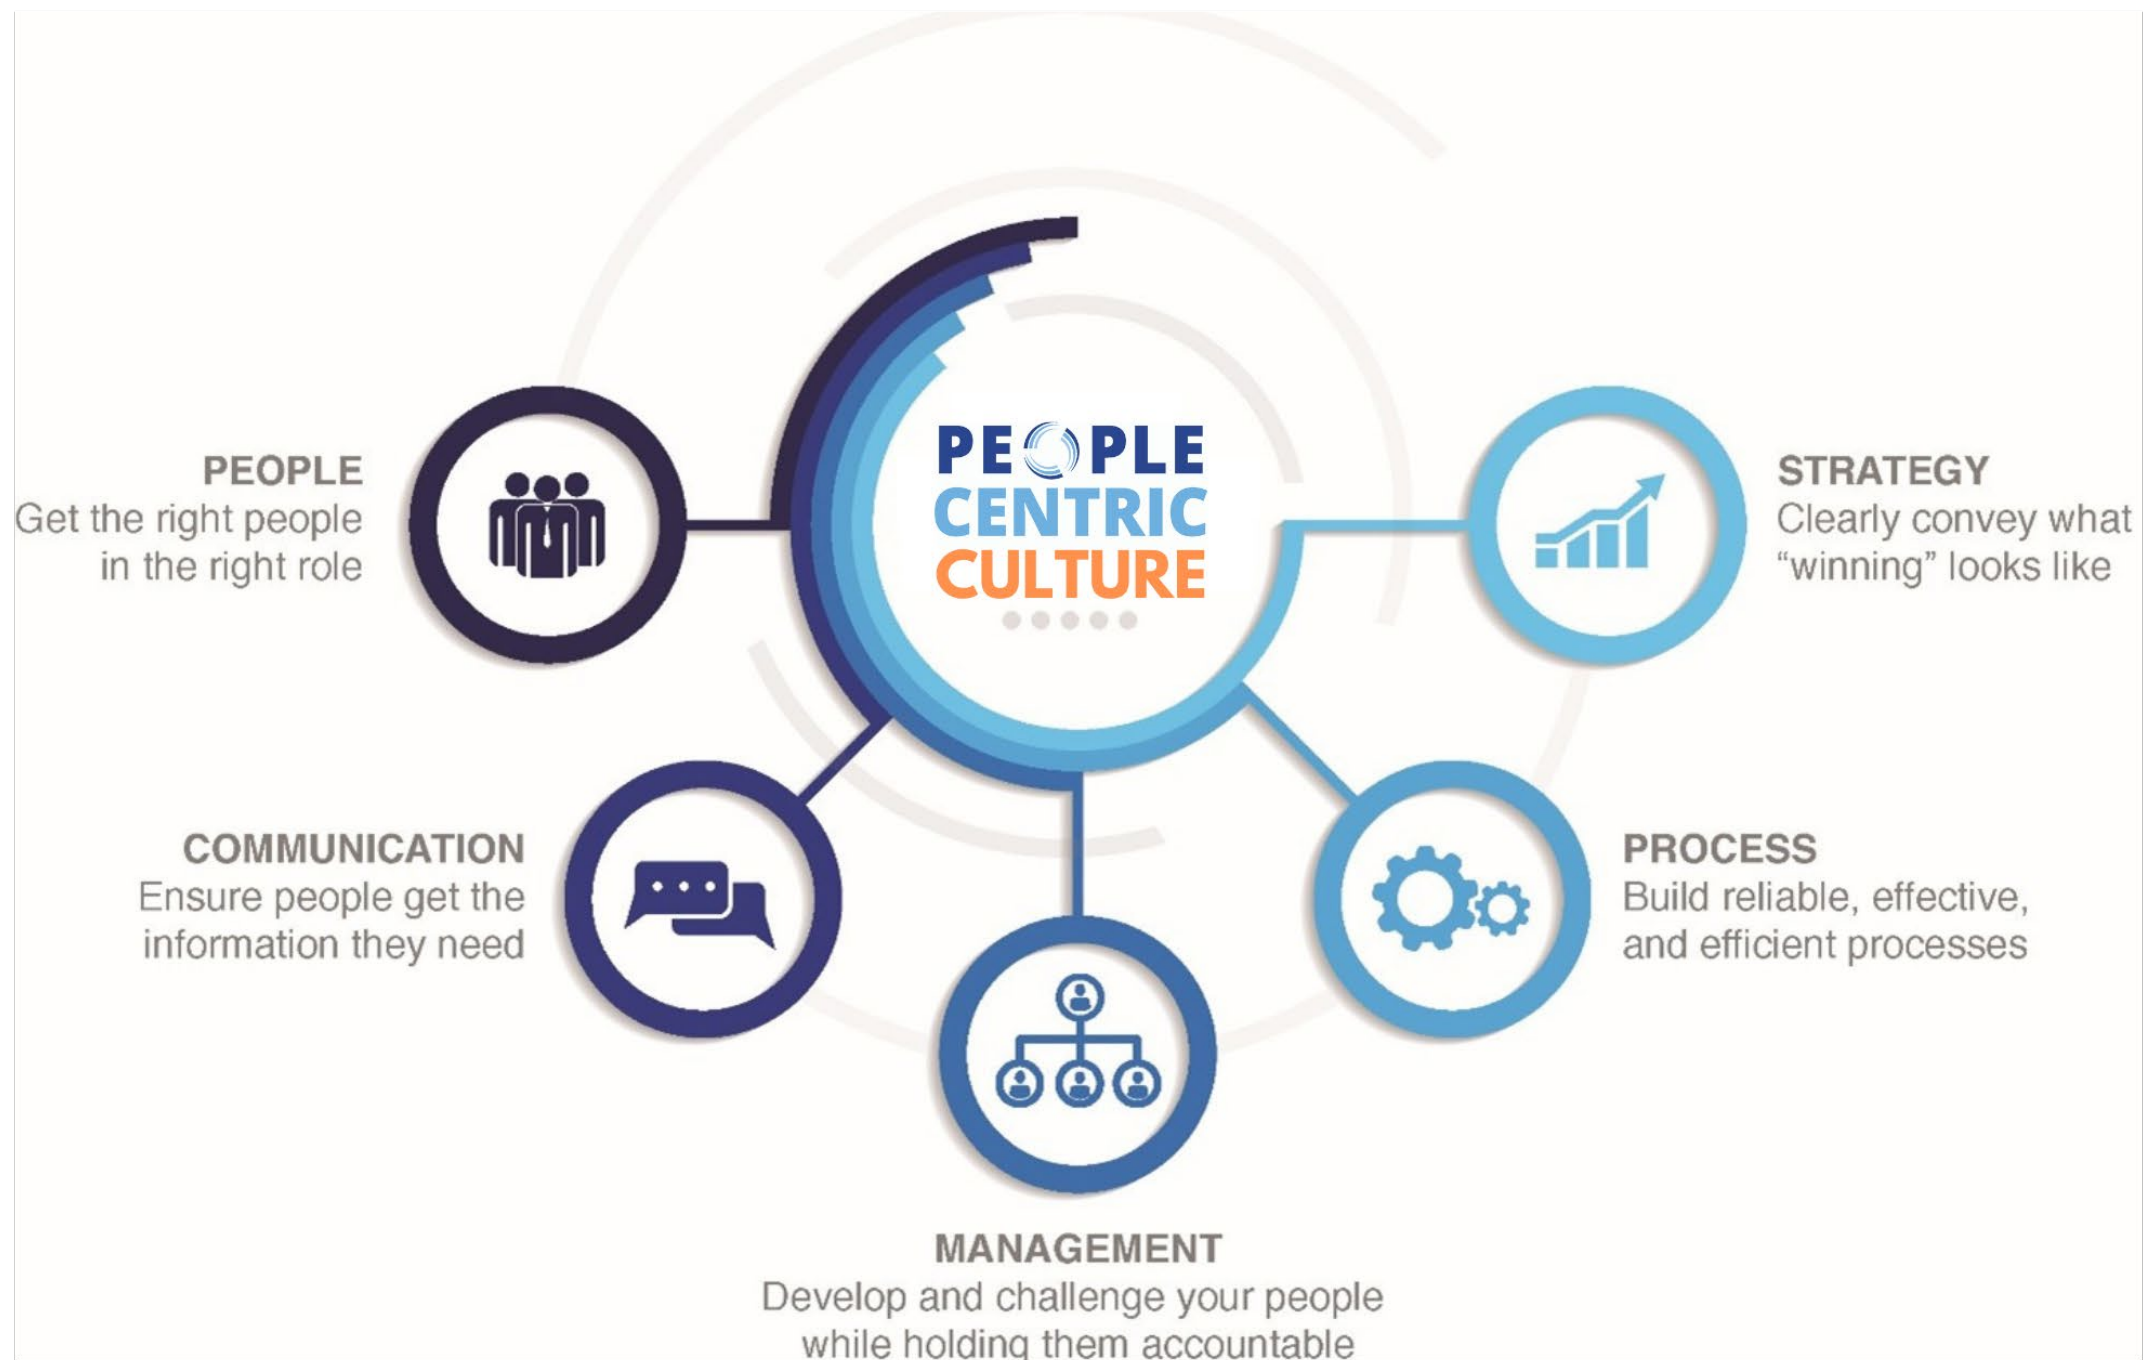 PEOPLE
CENTRIC
CULTURE
PEOPLE
Get the right people
in the right role
STRATEGY
Clearly convey what
“winning” looks like
COMMUNICATION
Ensure people get the
information they need
PROCESS
Build reliable, effective,
and efficient processes
MANAGEMENT
Develop and challenge your people
while holding them accountable